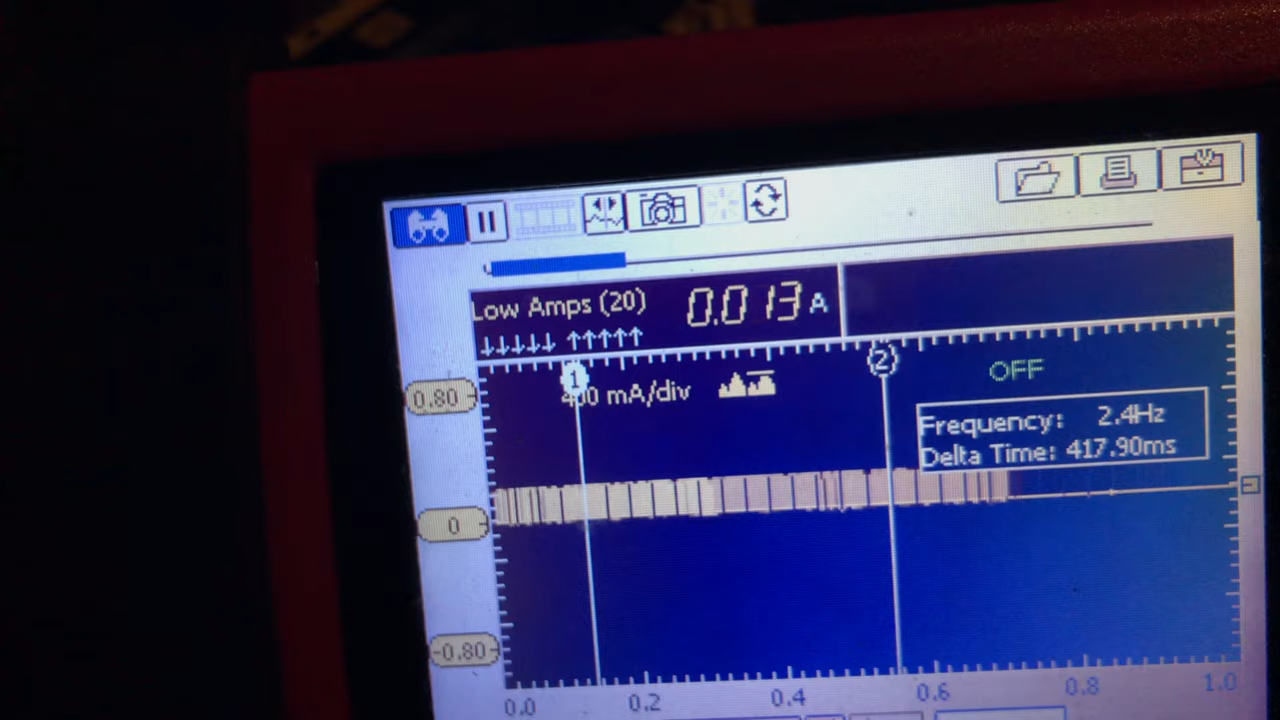 Low Amps (20) 0.013 A
↓↓↓↓↓ ↑↑↑↑↑
1
2
OFF
0.80
400 mA/div
Frequency: 2.4Hz
Delta Time: 417.90ms
0
-0.80
0.0 0.2 0.4 0.6 0.8 1.0